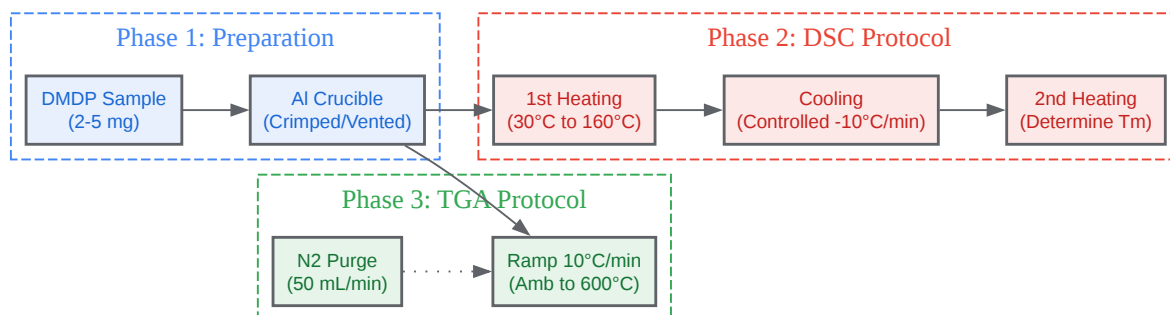 Phase 1: Preparation
DMDP Sample
(2-5 mg)
Al Crucible
(Crimped/Vented)
Phase 2: DSC Protocol
1st Heating
(30°C to 160°C)
Cooling
(Controlled -10°C/min)
2nd Heating
(Determine Tm)
Phase 3: TGA Protocol
N2 Purge
(50 mL/min)
Ramp 10°C/min
(Amb to 600°C)